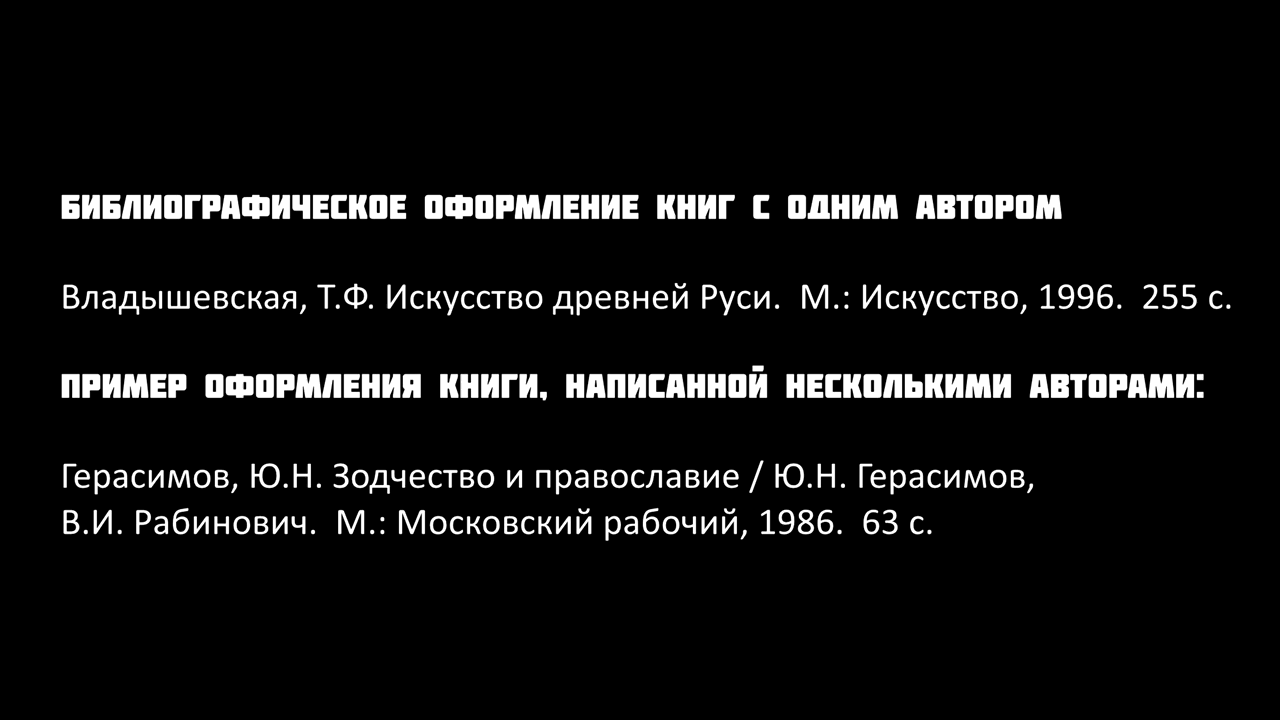 БИБЛИОГРАФИЧЕСКОЕ ОФОРМЛЕНИЕ КНИГ С ОДНИМ АВТОРОМ
Владышевская, Т.Ф. Искусство древней Руси.  М.: Искусство, 1996.  255 с.
ПРИМЕР ОФОРМЛЕНИЯ КНИГИ, НАПИСАННОЙ НЕСКОЛЬКИМИ АВТОРАМИ:
Герасимов, Ю.Н. Зодчество и православие / Ю.Н. Герасимов,
В.И. Рабинович.  М.: Московский рабочий, 1986.  63 с.